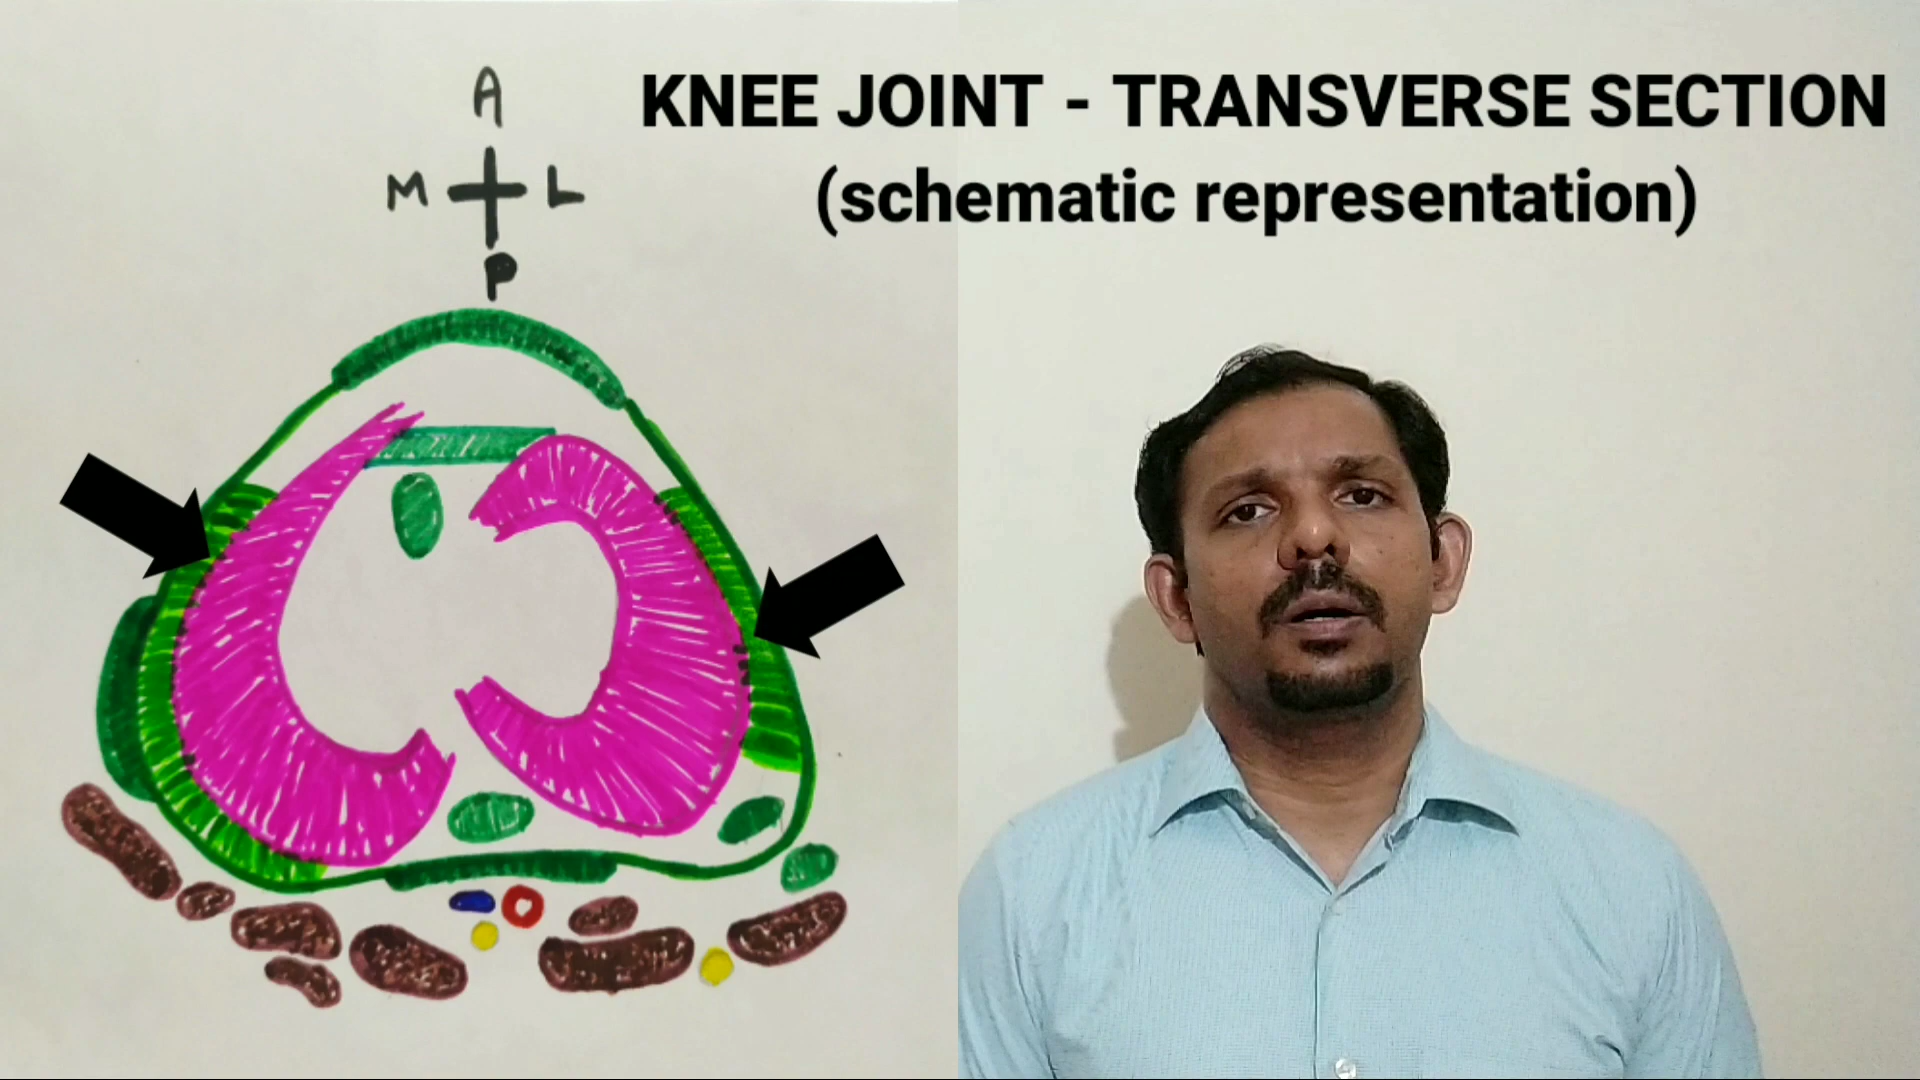 KNEE JOINT - TRANSVERSE SECTION
(schematic representation)
A
M L
P